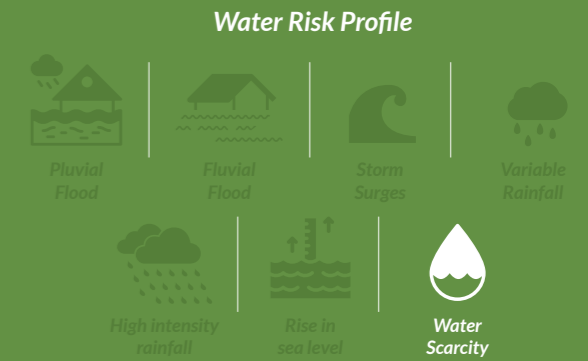 Water Risk Profile
Pluvial
Flood
Fluvial
Flood
Storm
Surges
Variable
Rainfall
High intensity
rainfall
Rise in
sea level
Water
Scarcity